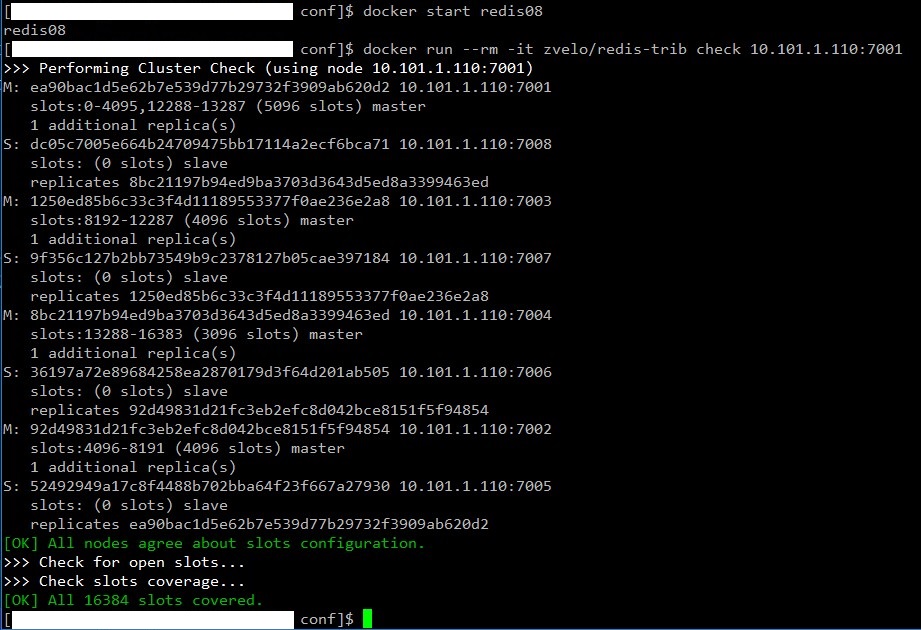 [ conf]$ docker start redis08
redis08
[ conf]$ docker run --rm -it zvelo/redis-trib check 10.101.1.110:7001
>>> Performing Cluster Check (using node 10.101.1.110:7001)
M: ea90bac1d5e62b7e539d77b29732f3909ab620d2 10.101.1.110:7001
   slots:0-4095,12288-13287 (5096 slots) master
   1 additional replica(s)
S: dc05c7005e664b24709475bb17114a2ecf6bca71 10.101.1.110:7008
   slots: (0 slots) slave
   replicates 8bc21197b94ed9ba3703d3643d5ed8a3399463ed
M: 1250ed85b6c33c3f4d11189553377f0ae236e2a8 10.101.1.110:7003
   slots:8192-12287 (4096 slots) master
   1 additional replica(s)
S: 9f356c127b2bb73549b9c2378127b05cae397184 10.101.1.110:7007
   slots: (0 slots) slave
   replicates 1250ed85b6c33c3f4d11189553377f0ae236e2a8
M: 8bc21197b94ed9ba3703d3643d5ed8a3399463ed 10.101.1.110:7004
   slots:13288-16383 (3096 slots) master
   1 additional replica(s)
S: 36197a72e89684258ea2870179d3f64d201ab505 10.101.1.110:7006
   slots: (0 slots) slave
   replicates 92d49831d21fc3eb2efc8d042bce8151f5f94854
M: 92d49831d21fc3eb2efc8d042bce8151f5f94854 10.101.1.110:7002
   slots:4096-8191 (4096 slots) master
   1 additional replica(s)
S: 52492949a17c8f4488b702bba64f23f667a27930 10.101.1.110:7005
   slots: (0 slots) slave
   replicates ea90bac1d5e62b7e539d77b29732f3909ab620d2
[OK] All nodes agree about slots configuration.
>>> Check for open slots...
>>> Check slots coverage...
[OK] All 16384 slots covered.
[ conf]$